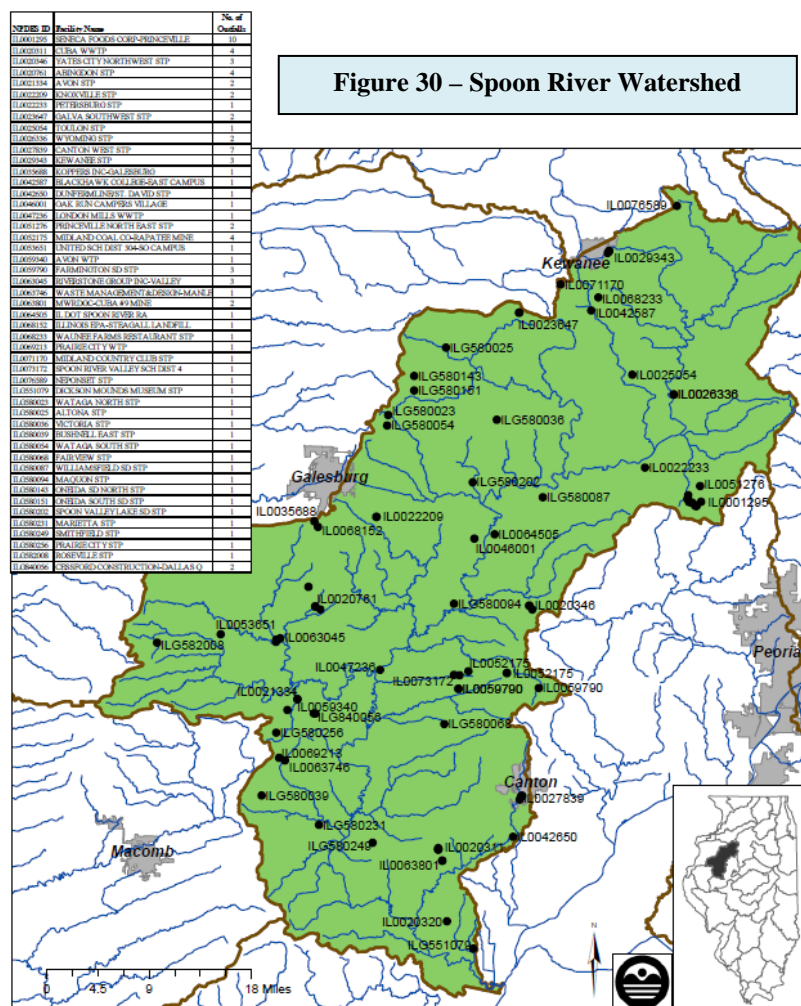 NPDES ID Facility Name No. of Outfalls
IL0001295 SENECA FOODS CORP-PRINCEVILLE 10
IL0020311 CUBA WWTP 4
IL0020346 YATES CITY NORTHWEST STP 3
IL0020761 ABINGDON STP 4
IL0021334 AVON STP 2
IL0022209 KNOXVILLE STP 2
IL0022233 PETERSBURG STP 1
IL0023647 GALVA SOUTHWEST STP 2
IL0025054 TOULON STP 1
IL0026336 WYOMING STP 2
IL0027839 CANTON WEST STP 7
IL0029343 KEWANEE STP 3
IL0035688 KOPPERS INC-GALESBURG 1
IL0042587 BLACKHAWK COLLEGE-EAST CAMPUS 1
IL0042650 DUNFERMLINE/ST. DAVID STP 1
IL0046001 OAK RUN CAMPERS VILLAGE 1
IL0047236 LONDON MILLS WWTP 1
IL0051276 PRINCEVILLE NORTH EAST STP 2
IL0052175 MIDLAND COAL CO-RAPATEE MINE 4
IL0053651 UNITED SCH DIST 304-SO CAMPUS 1
IL0059340 AVON WTP 1
IL0059790 FARMINGTON SD STP 3
IL0063045 RIVERSTONE GROUP INC-VALLEY 3
IL0063746 WASTE MANAGEMENT&DESIGN-MANLE 1
IL0063801 MWRDGC-CUBA #9 MINE 2
IL0064505 IL DOT SPOON RIVER RA 1
IL0068152 ILLINOIS EPA-STEAGALL LANDFILL 1
IL0068233 WAUNEE FARMS RESTAURANT STP 1
IL0069213 PRAIRIE CITY WTP 1
IL0071170 MIDLAND COUNTRY CLUB STP 1
IL0073172 SPOON RIVER VALLEY SCH DIST 4 1
IL0076589 NEPONSET STP 1
ILG551079 DICKSON MOUNDS MUSEUM STP 1
ILG580023 WATAGA NORTH STP 1
ILG580025 ALTONA STP 1
ILG580036 VICTORIA STP 1
ILG580039 BUSHNELL EAST STP 1
ILG580054 WATAGA SOUTH STP 1
ILG580068 FAIRVIEW STP 1
ILG580087 WILLIAMSFIELD SD STP 1
ILG580094 MAQUON STP 1
ILG580143 ONEIDA SD NORTH STP 1
ILG580151 ONEIDA SOUTH SD STP 1
ILG580202 SPOON VALLEY LAKE SD STP 1
ILG580231 MARIETTA STP 1
ILG580249 SMITHFIELD STP 1
ILG580256 PRAIRIE CITY STP 1
ILG582008 ROSEVILLE STP 1
ILG840056 CESSFORD CONSTRUCTION-DALLAS Q 2
Figure 30 – Spoon River Watershed
IL0076589
Kewanee
IL0029343
IL0071170
IL0068233
IL0042587
IL0023647
ILG580025
IL0025054
ILG580143
ILG580151
IL0026336
ILG580023
ILG580036
ILG580054
Galesburg
IL0022233
ILG580202
IL0051276
ILG580087
IL0001295
IL0035688
IL0022209
IL0068152
IL0064505
IL0046001
IL0020761
ILG580094
IL0020346
IL0053651
IL0063045
ILG582008
Peoria
IL0047236
IL0052175
IL0052175
IL0073172
IL0059790
IL0059790
IL0021334
IL0059340
ILG840056
ILG580068
ILG580256
IL0069213
IL0063746
Canton
IL0027839
ILG580039
ILG580231
IL0042650
Macomb
ILG580249
IL0020311
IL0063801
IL0020320
ILG551079
N
0 4.5 9 18 Miles